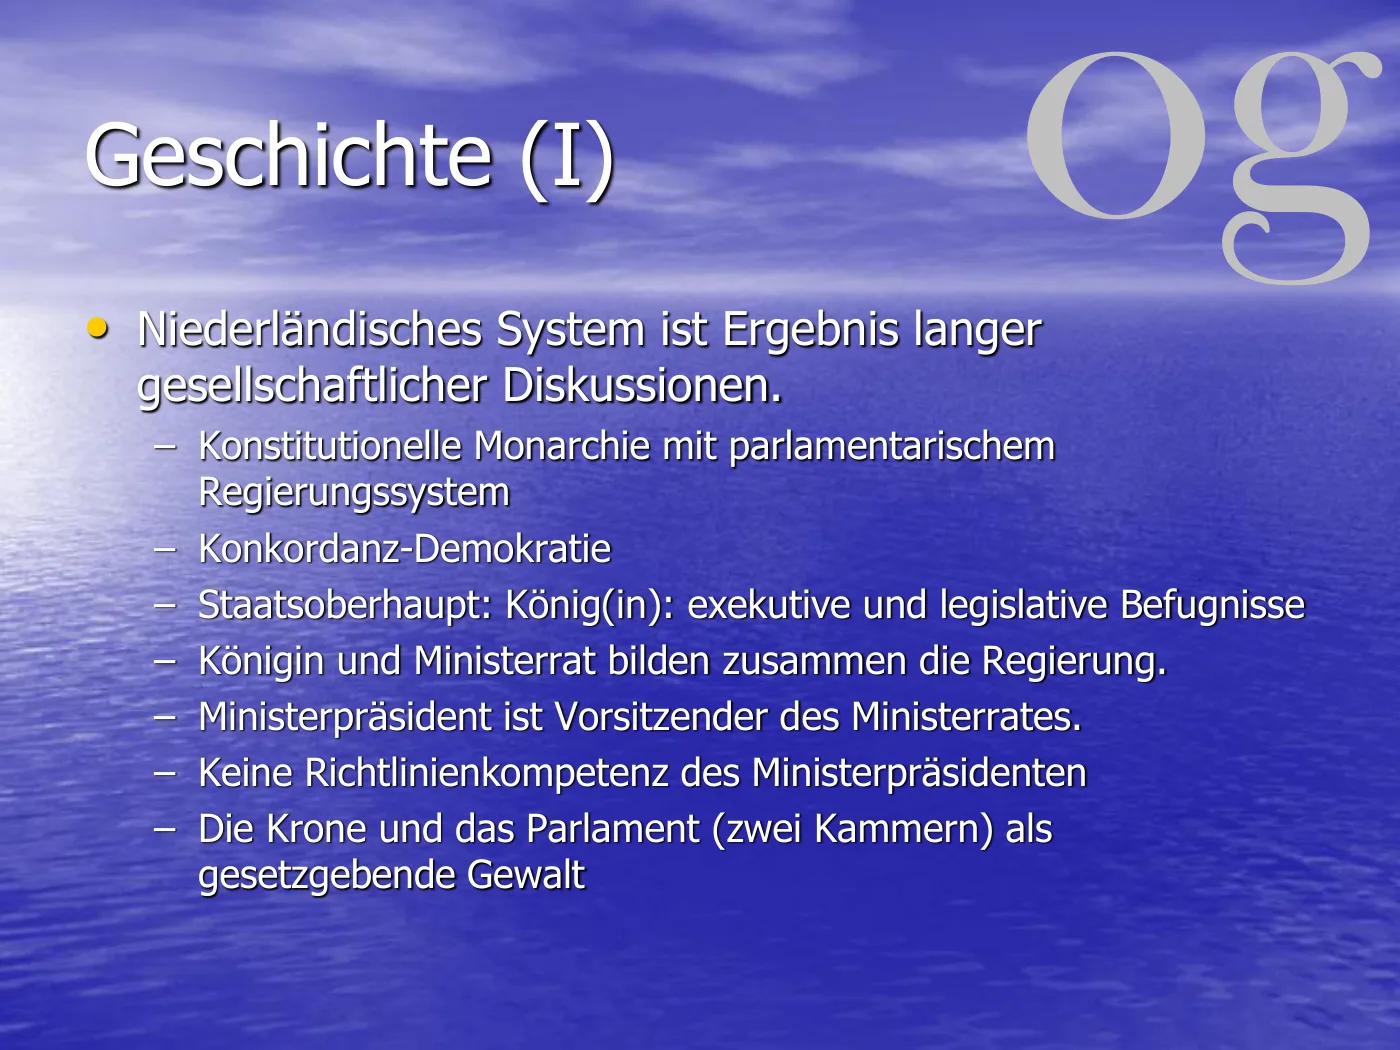 og
Geschichte (I)
• Niederländisches System ist Ergebnis langer
gesellschaftlicher Diskussionen.
– Konstitutionelle Monarchie mit parlamentarischem
Regierungssystem
– Konkordanz-Demokratie
– Staatsoberhaupt: König(in): exekutive und legislative Befugnisse
– Königin und Ministerrat bilden zusammen die Regierung.
– Ministerpräsident ist Vorsitzender des Ministerrates.
– Keine Richtlinienkompetenz des Ministerpräsidenten
– Die Krone und das Parlament (zwei Kammern) als
gesetzgebende Gewalt